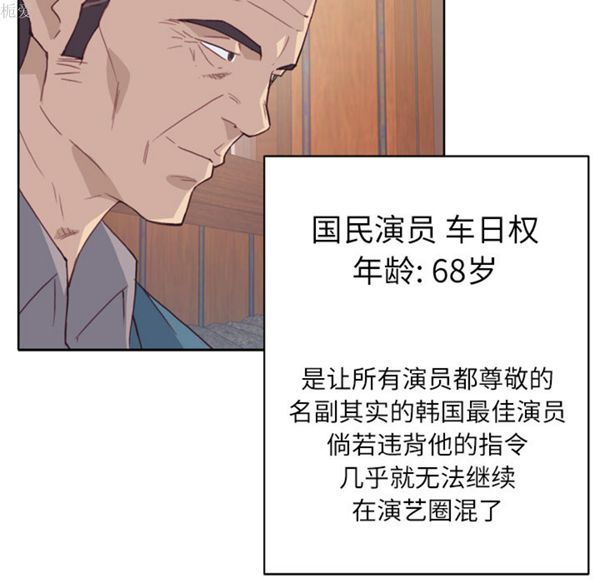 栀爱
国民演员 车日权
年龄: 68岁
是让所有演员都尊敬的
名副其实的韩国最佳演员
倘若违背他的指令
几乎就无法继续
在演艺圈混了